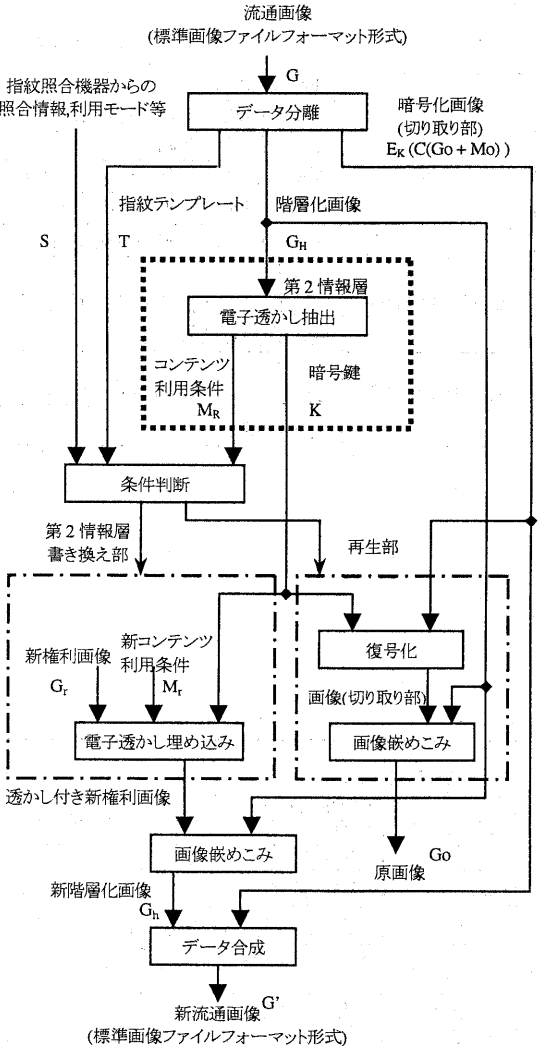 流通画像
(標準画像ファイルフォーマット形式)
G
指紋照合機器からの
照合情報,利用モード等
データ分離
暗号化画像
(切り取り部)
EK (C(Go + Mo) )
指紋テンプレート
階層化画像
S
T
GH
第2情報層
電子透かし抽出
コンテンツ
利用条件
MR
暗号鍵
K
条件判断
第2情報層
書き換え部
再生部
復号化
新権利画像
Gr
新コンテンツ
利用条件
Mr
画像(切り取り部)
電子透かし埋め込み
画像嵌めこみ
透かし付き新権利画像
画像嵌めこみ
Go
原画像
新階層化画像
Gh
データ合成
新流通画像G'
(標準画像ファイルフォーマット形式)